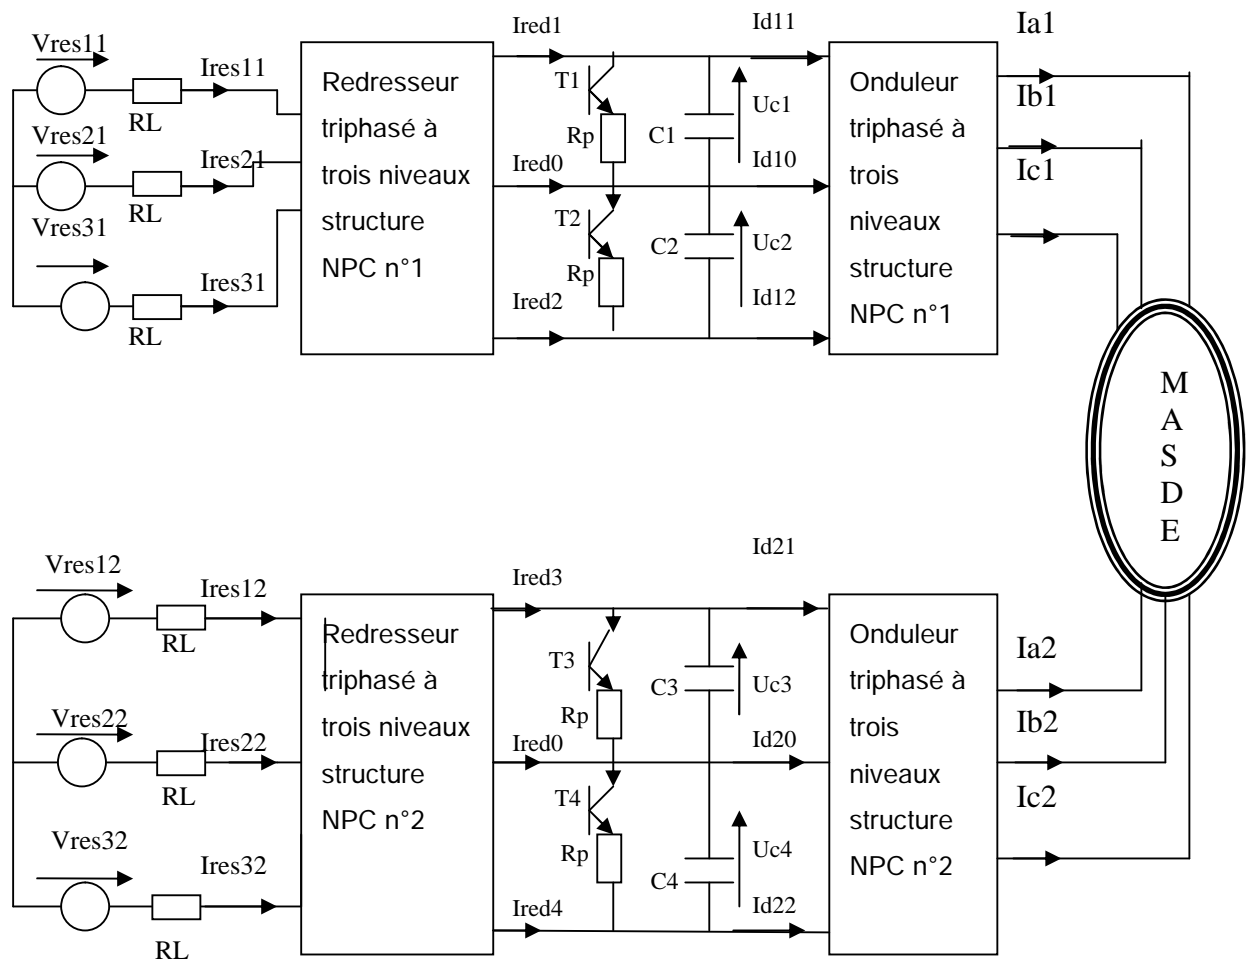 Vres11
Ires11
RL
Vres21
Ires21
RL
Vres31
Ires31
RL
Redresseur
triphasé à
trois niveaux
structure
NPC n°1
Ired1
T1
Rp
Ired0
T2
Rp
Ired2
C1
C2
Id11
Uc1
Id10
Uc2
Id12
Onduleur
triphasé à
trois
niveaux
structure
NPC n°1
Ia1
Ib1
Ic1
M
A
S
D
E
Vres12
Ires12
RL
Vres22
Ires22
RL
Vres32
Ires32
RL
Redresseur
triphasé à
trois niveaux
structure
NPC n°2
Ired3
T3
Rp
Ired0
T4
Rp
Ired4
C3
C4
Id21
Uc3
Id20
Uc4
Id22
Onduleur
triphasé à
trois
niveaux
structure
NPC n°2
Ia2
Ib2
Ic2